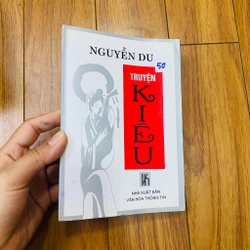 NGUYỄN DU
50
TRUYỆN
KIỀU
NHÀ XUẤT BẢN
VĂN HÓA THÔNG TIN